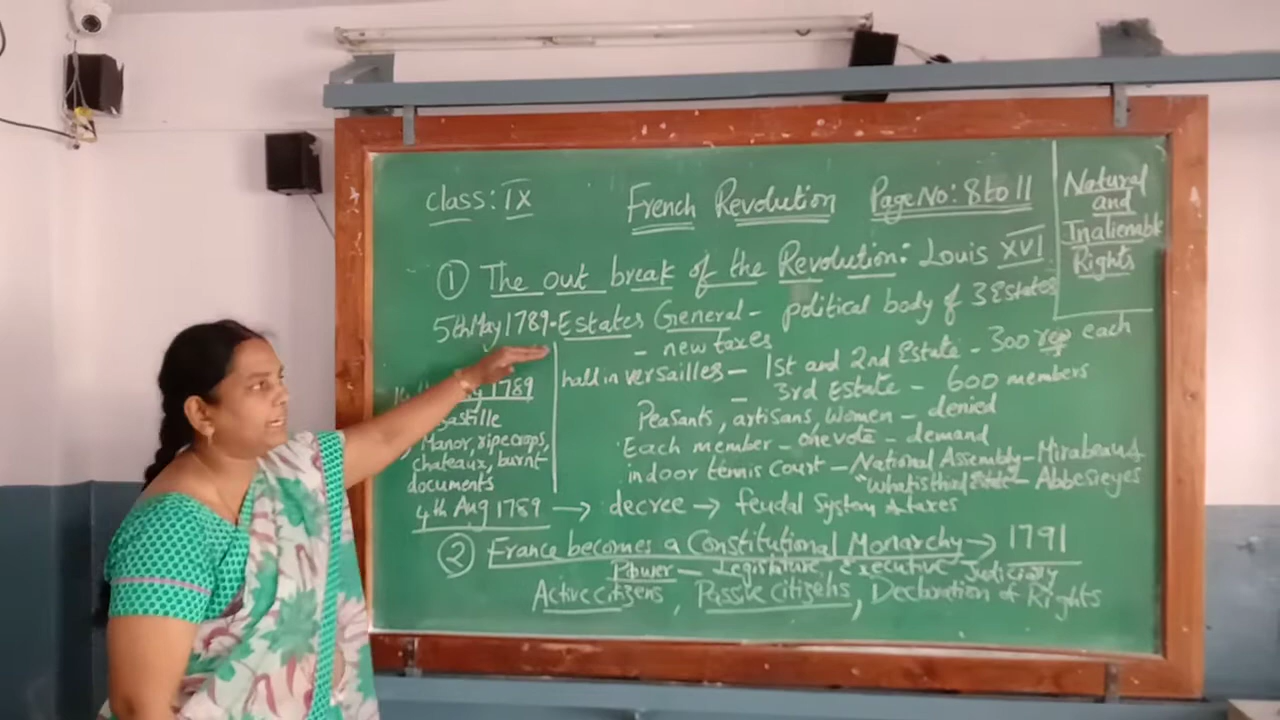 class: IX
French Revolution
Page No: 8 to 11
Natural
and
Inalienable
Rights
① The out break of the Revolution: Louis XVI
5th May 1789 - Estates General - political body of 3 Estates
- new taxes
hall in versailles - 1st and 2nd Estate - 300 rep each
- 3rd Estate - 600 members
Peasants, artisans, women - denied
Each member - one vote - demand
indoor tennis court - National Assembly - Mirabeau &
"What is third Estate" - Abbesieyes
1789
Bastille
Manor, ripe crops,
chateaux, burnt
documents
4th Aug 1789 → decree → feudal System & taxes
② France becomes a Constitutional Monarchy → 1791
Power - Legislature, Executive Judiciary
Active citizens, Passive citizens, Declaration of Rights